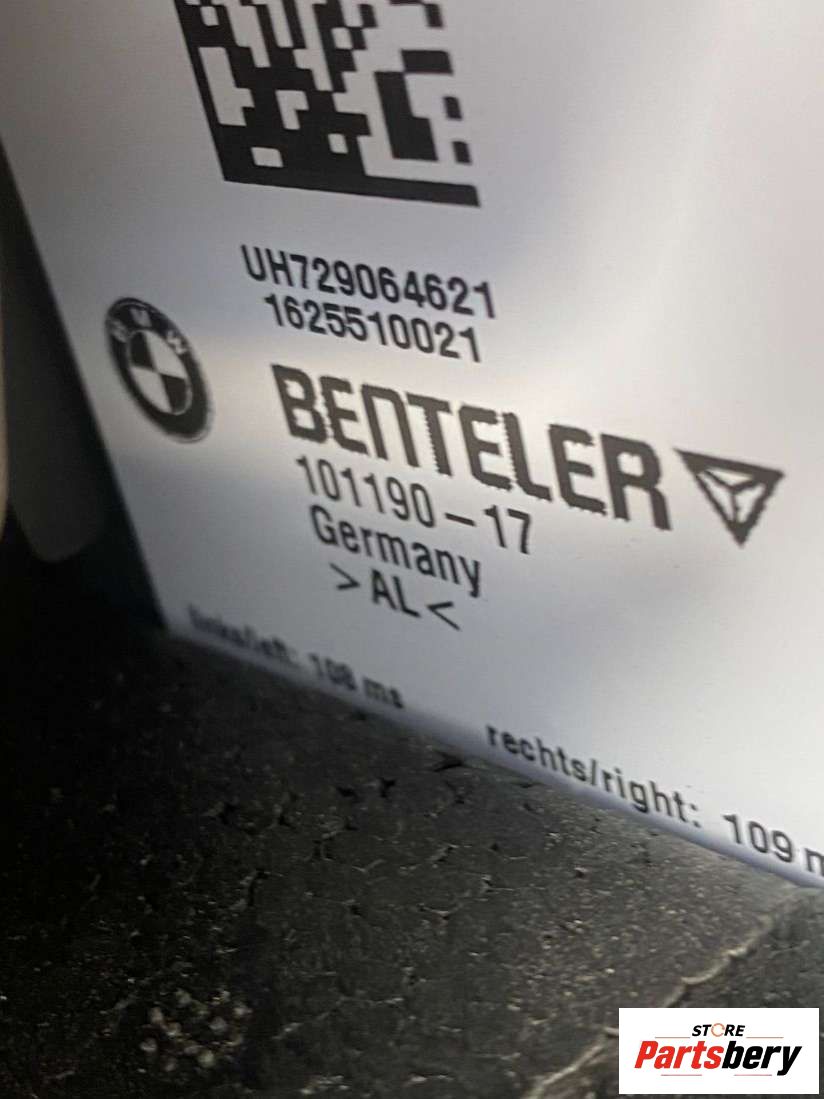 UH729064621
1625510021
BMW
BENTELER
101190-17
Germany
>AL<
links/left: 108 ms
rechts/right: 109 m
STORE
Partsbery